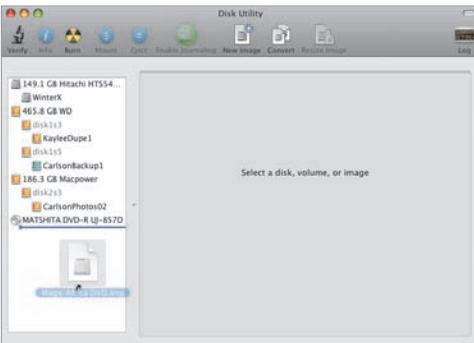 Disk Utility
Verify Info Burn Mount Eject Enable Journaling New Image Convert Resize Image Log
149.1 GB Hitachi HTS54...
WinterX
465.8 GB WD
disk1s3
KayleeDupe1
disk1s5
CarlsonBackup1
186.3 GB Macpower
disk2s3
CarlsonPhotos02
MATSHITA DVD-R UJ-857D
Select a disk, volume, or image